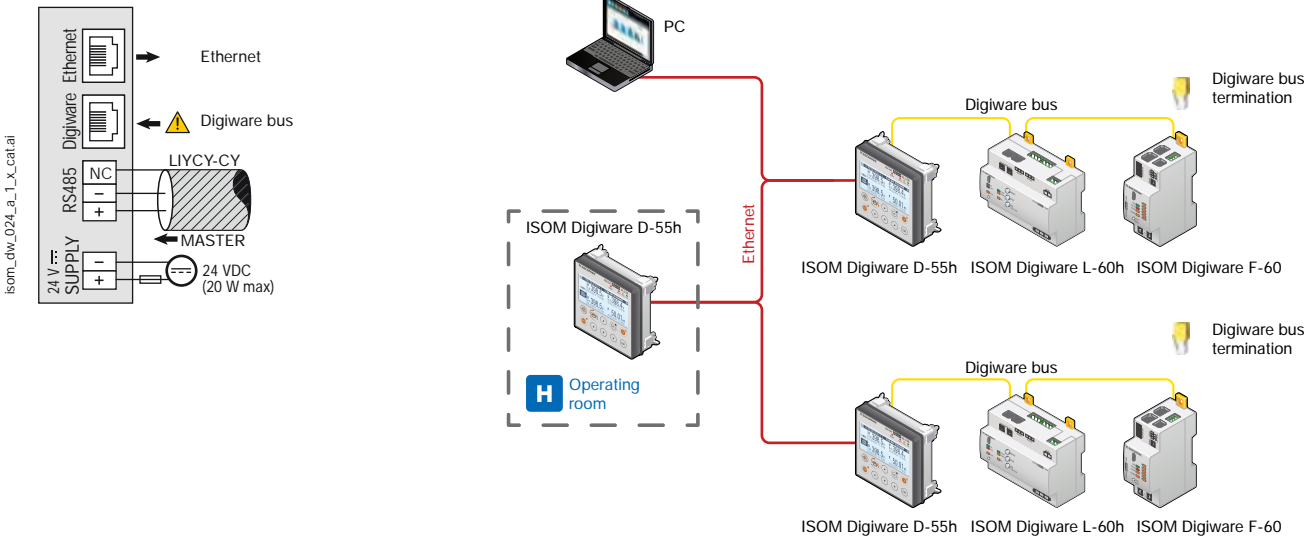 isom_dw_024_a_1_x_cat.ai
Ethernet
Ethernet
Digiware
Digiware bus
RS485
NC
–
+
LIYCY-CY
MASTER
24 V
SUPPLY
–
+
24 VDC
(20 W max)
PC
Ethernet
ISOM Digiware D-55h
H
Operating
room
Digiware bus
Digiware bus
termination
ISOM Digiware D-55h
ISOM Digiware L-60h
ISOM Digiware F-60
Digiware bus
Digiware bus
termination
ISOM Digiware D-55h
ISOM Digiware L-60h
ISOM Digiware F-60